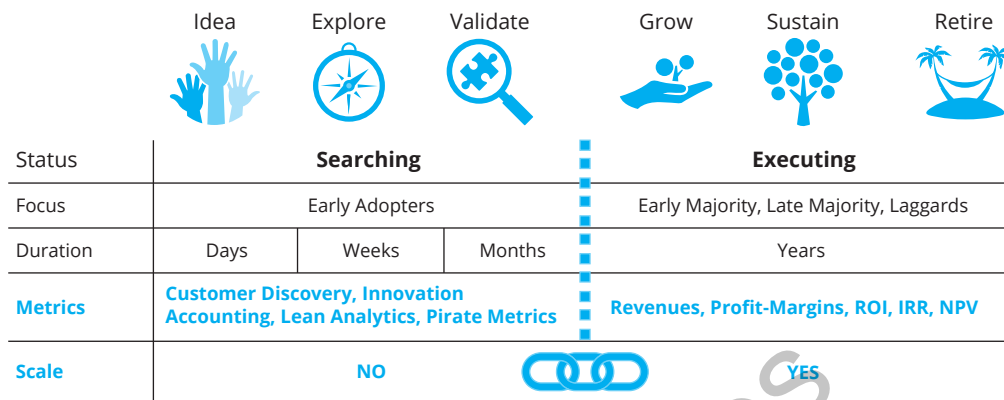 Idea Explore Validate Grow Sustain Retire
Status Searching Executing
Focus Early Adopters Early Majority, Late Majority, Laggards
Duration Days Weeks Months Years
Metrics Customer Discovery, Innovation
Accounting, Lean Analytics, Pirate Metrics Revenues, Profit-Margins, ROI, IRR, NPV
Scale NO YES